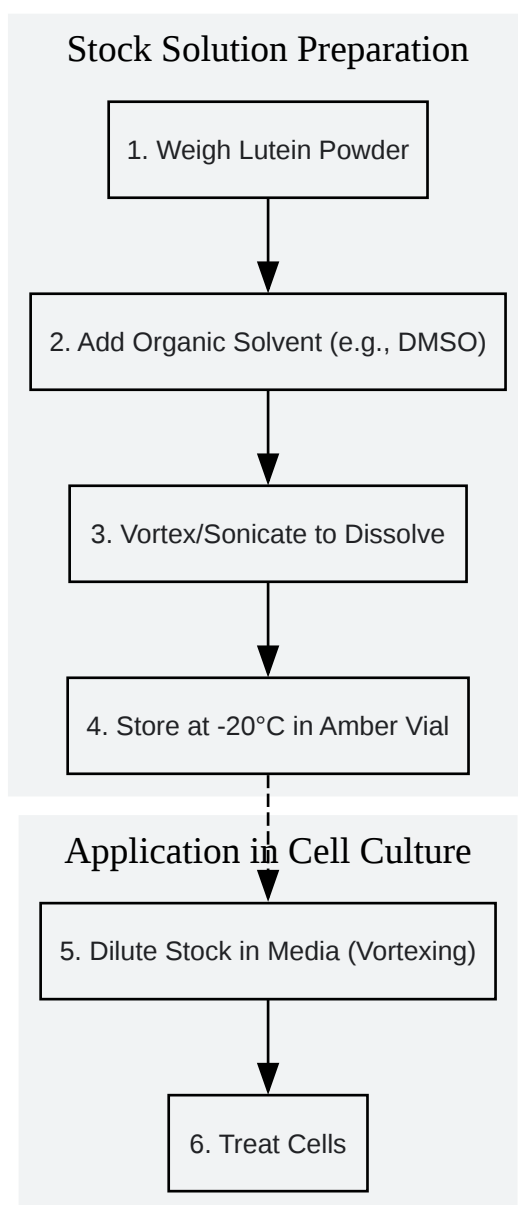 Stock Solution Preparation
1. Weigh Lutein Powder
2. Add Organic Solvent (e.g., DMSO)
3. Vortex/Sonicate to Dissolve
4. Store at -20°C in Amber Vial
Application in Cell Culture
5. Dilute Stock in Media (Vortexing)
6. Treat Cells